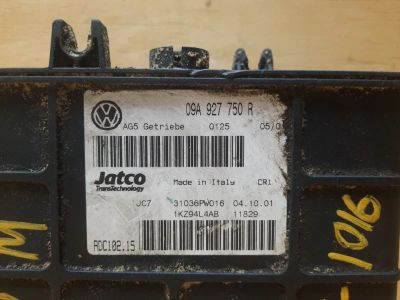 09A 927 750 R
AG5 Getriebe 0125 05/0
Jatco
TransTechnology
Made in Italy CR1
JC7 31036PW016 04.10.01
1KZ94L4AB 11829
RDC102.15
M
1016